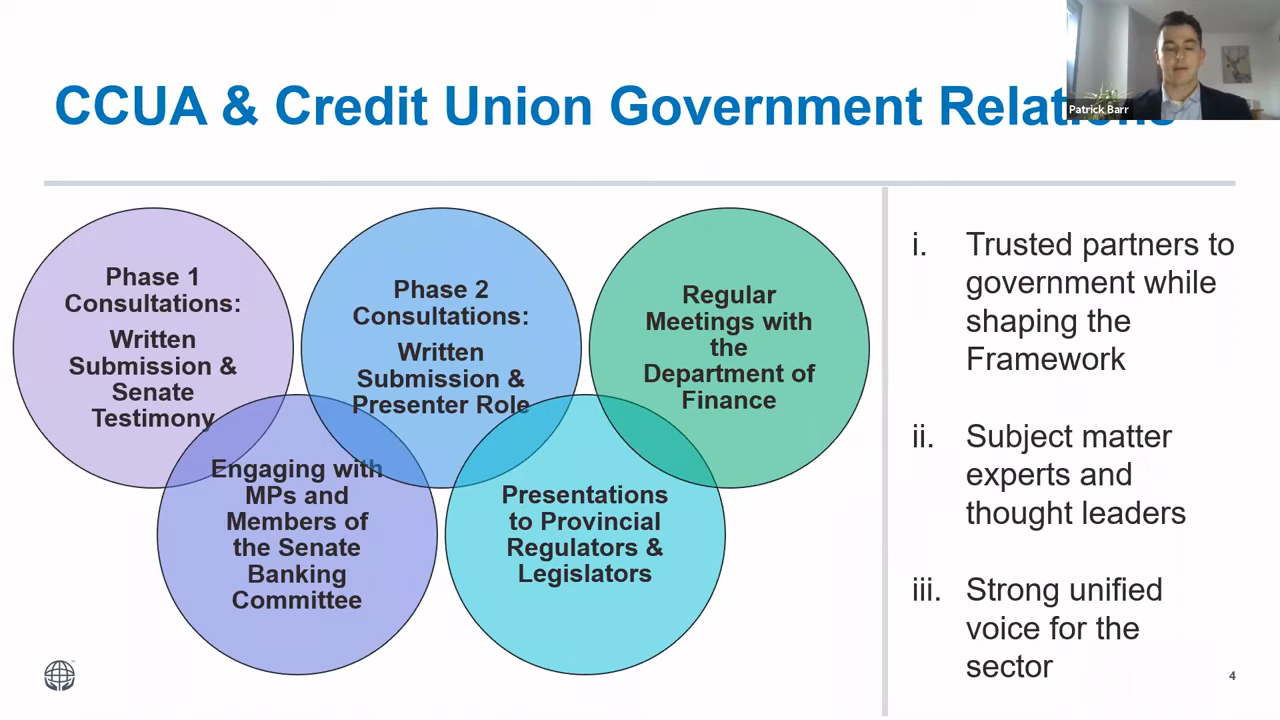 CCUA & Credit Union Government Relations
Patrick Barr
Phase 1
Consultations:
Written
Submission &
Senate
Testimony
Phase 2
Consultations:
Written
Submission &
Presenter Role
Regular
Meetings with
the
Department of
Finance
Engaging with
MPs and
Members of
the Senate
Banking
Committee
Presentations
to Provincial
Regulators &
Legislators
i. Trusted partners to
government while
shaping the
Framework
ii. Subject matter
experts and
thought leaders
iii. Strong unified
voice for the
sector
4